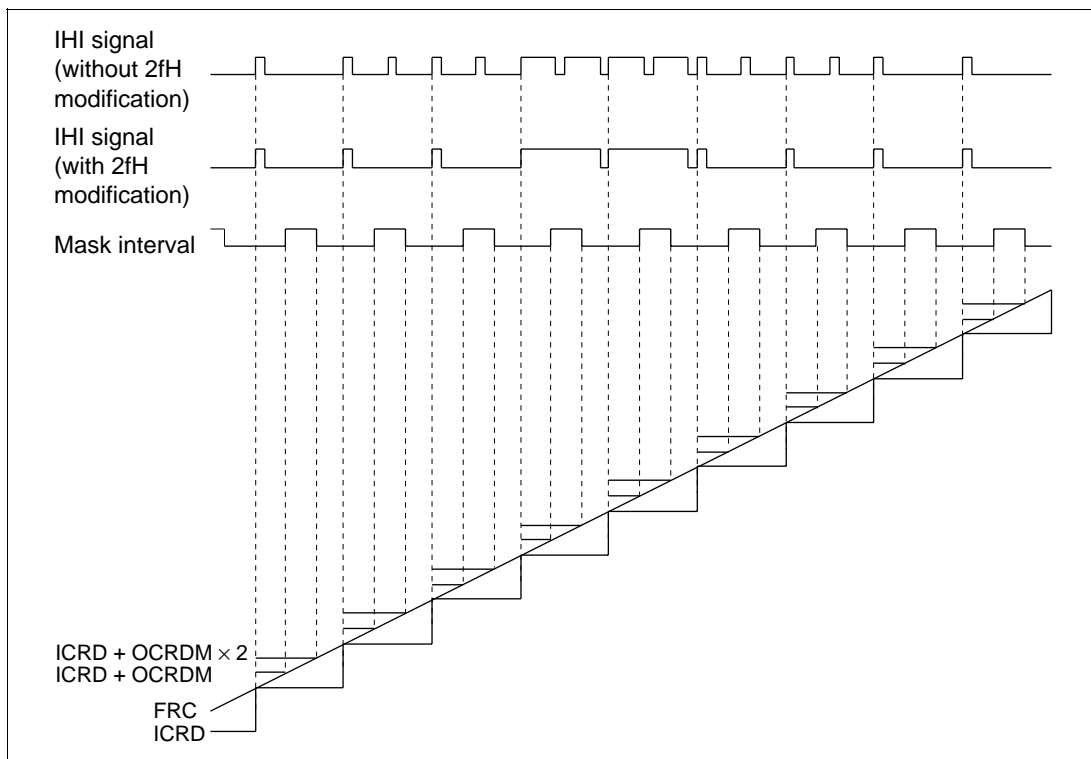 IHI signal
(without 2fH
modification)
IHI signal
(with 2fH
modification)
Mask interval
ICRD + OCRDM × 2
ICRD + OCRDM
FRC
ICRD